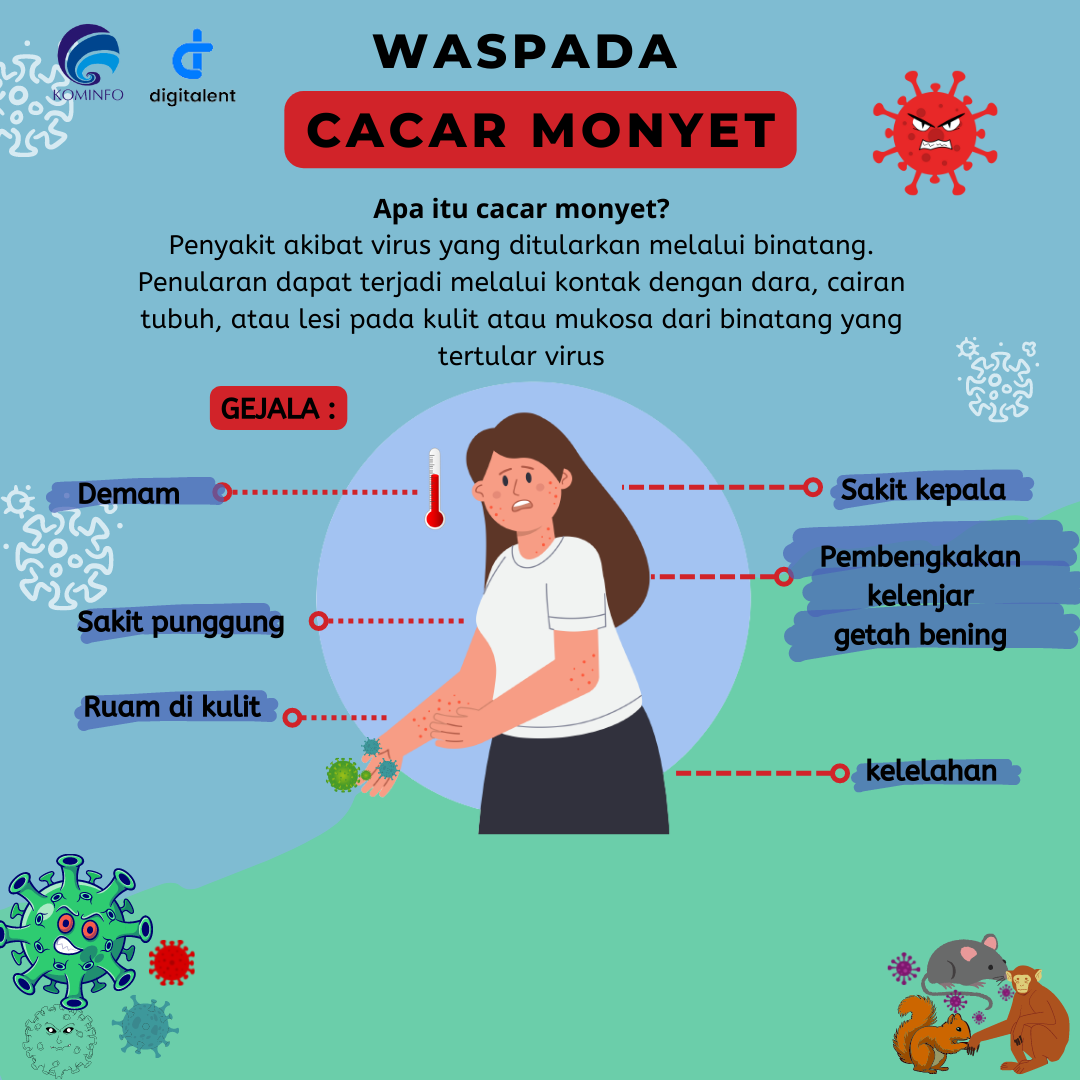 KOMINFO
digitalent
WASPADA
CACAR MONYET
Apa itu cacar monyet?
Penyakit akibat virus yang ditularkan melalui binatang.
Penularan dapat terjadi melalui kontak dengan dara, cairan
tubuh, atau lesi pada kulit atau mukosa dari binatang yang
tertular virus
GEJALA :
Demam
Sakit punggung
Ruam di kulit
Sakit kepala
Pembengkakan
kelenjar
getah bening
kelelahan